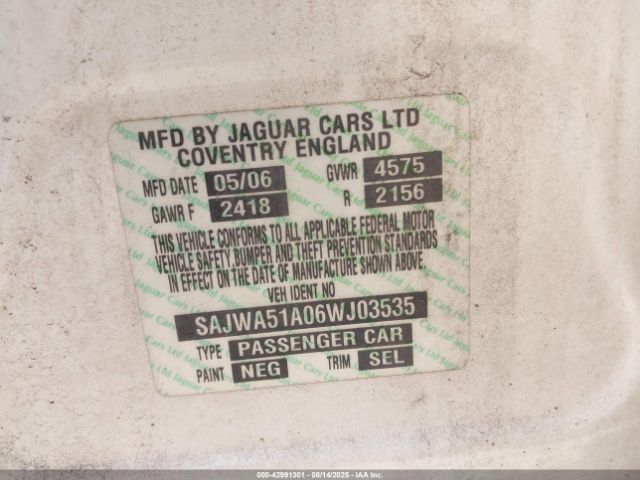 MFD BY JAGUAR CARS LTD
COVENTRY ENGLAND
MFD DATE 05/06 GVWR 4575
GAWR F 2418 R 2156
THIS VEHICLE CONFORMS TO ALL APPLICABLE FEDERAL MOTOR
VEHICLE SAFETY, BUMPER AND THEFT PREVENTION STANDARDS
IN EFFECT ON THE DATE OF MANUFACTURE SHOWN ABOVE
VEH IDENT NO
SAJWA51A06WJ03535
TYPE PASSENGER CAR
PAINT NEG TRIM SEL
000-42991301 - 08/14/2025 - IAA Inc.